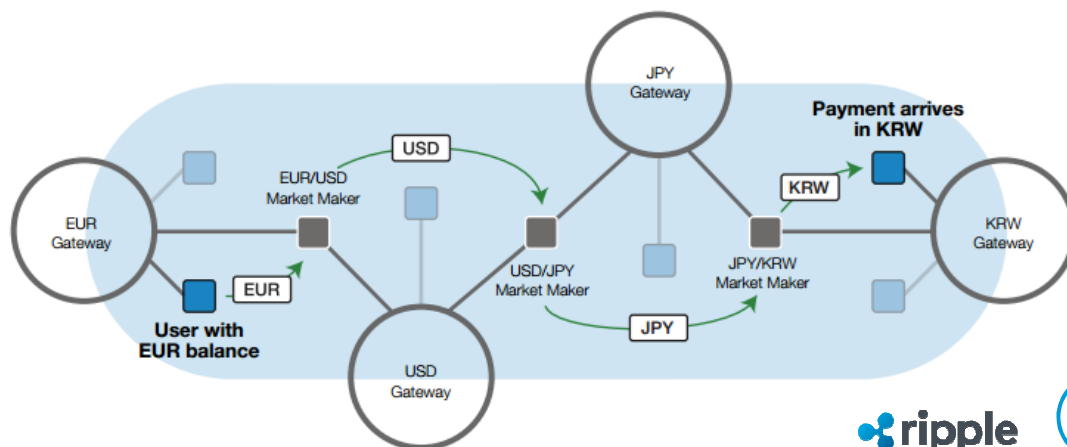 JPY
Gateway
Payment arrives
in KRW
USD
EUR/USD
Market Maker
KRW
EUR
Gateway
KRW
Gateway
USD/JPY
Market Maker
JPY/KRW
Market Maker
EUR
User with
EUR balance
JPY
USD
Gateway
ripple